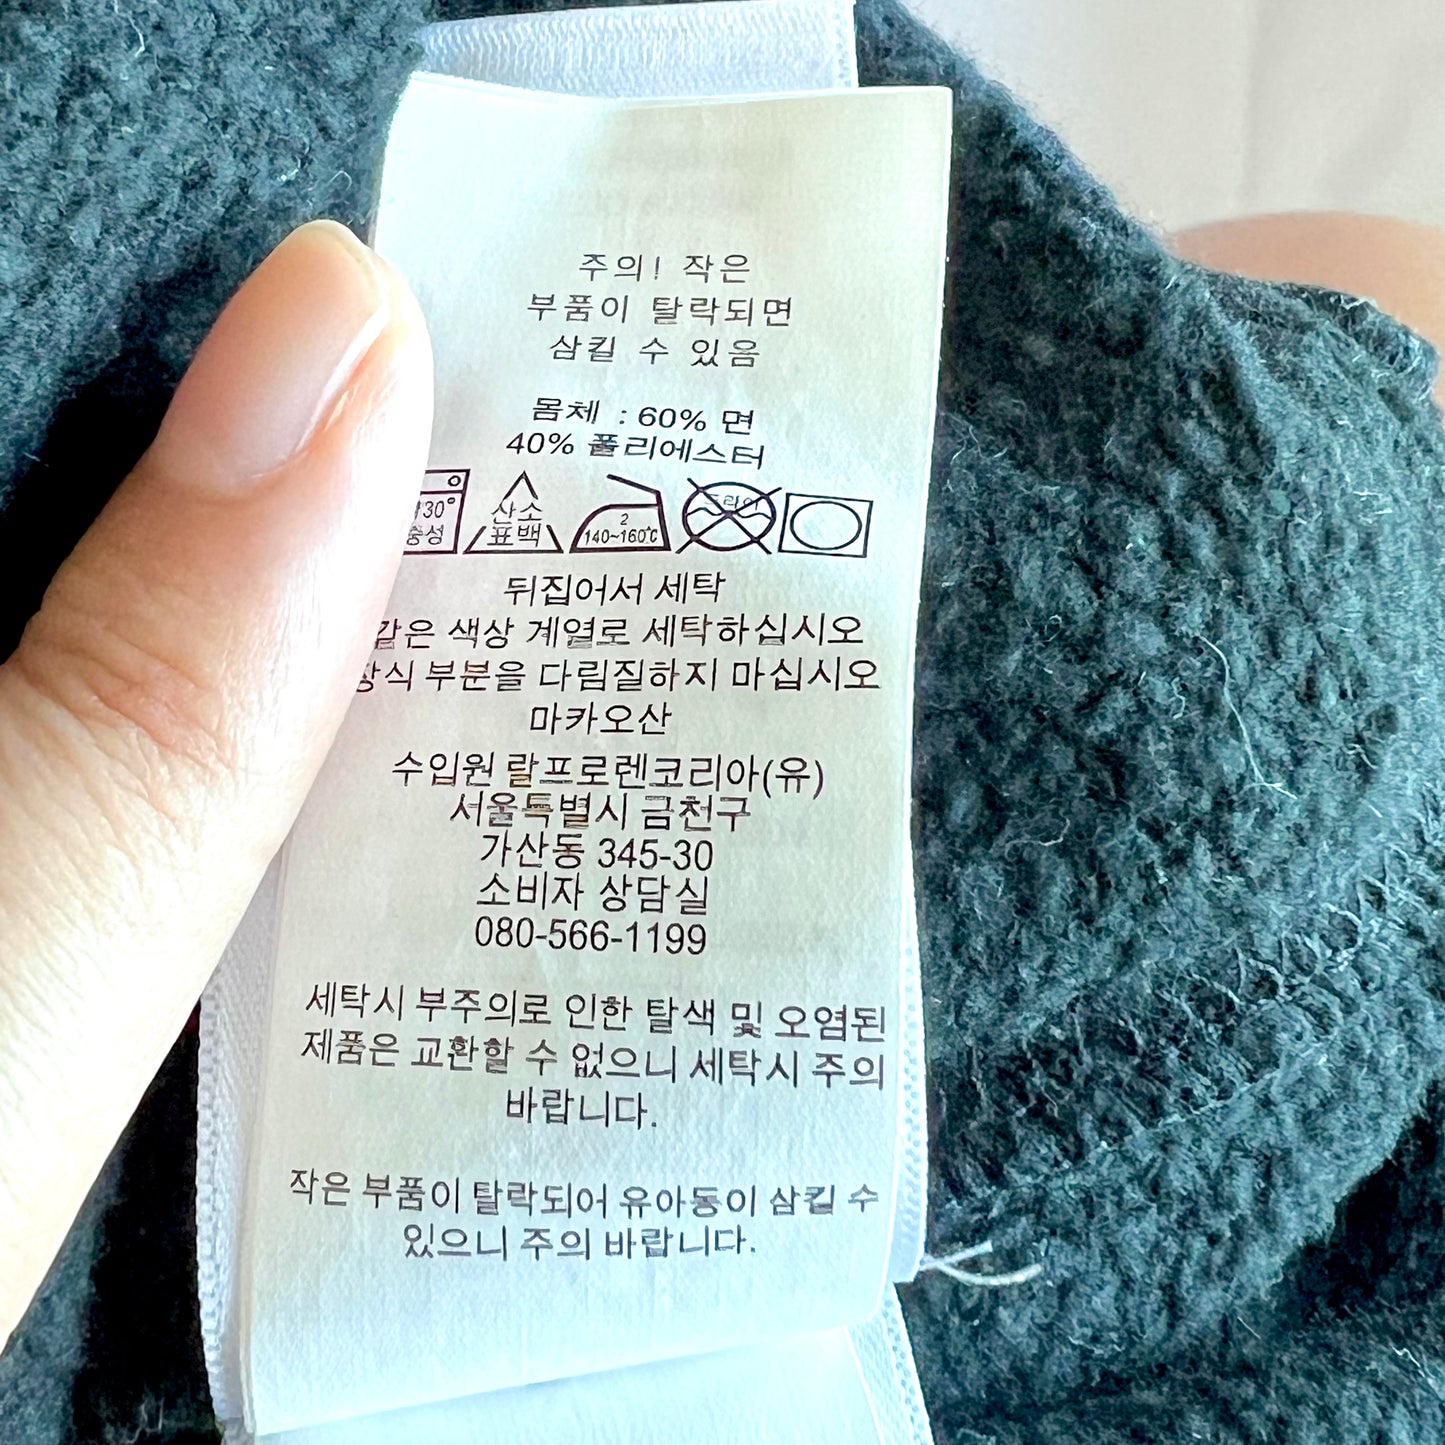 주의! 작은
부품이 탈락되면
삼킬 수 있음
몸체 : 60% 면
40% 폴리에스터
30° 산소 2 드라이
중성 표백 140~160℃
뒤집어서 세탁
같은 색상 계열로 세탁하십시오
장식 부분을 다림질하지 마십시오
마카오산
수입원 랄프로렌코리아(유)
서울특별시 금천구
가산동 345-30
소비자 상담실
080-566-1199
세탁시 부주의로 인한 탈색 및 오염된
제품은 교환할 수 없으니 세탁시 주의
바랍니다.
작은 부품이 탈락되어 유아동이 삼킬 수
있으니 주의 바랍니다.